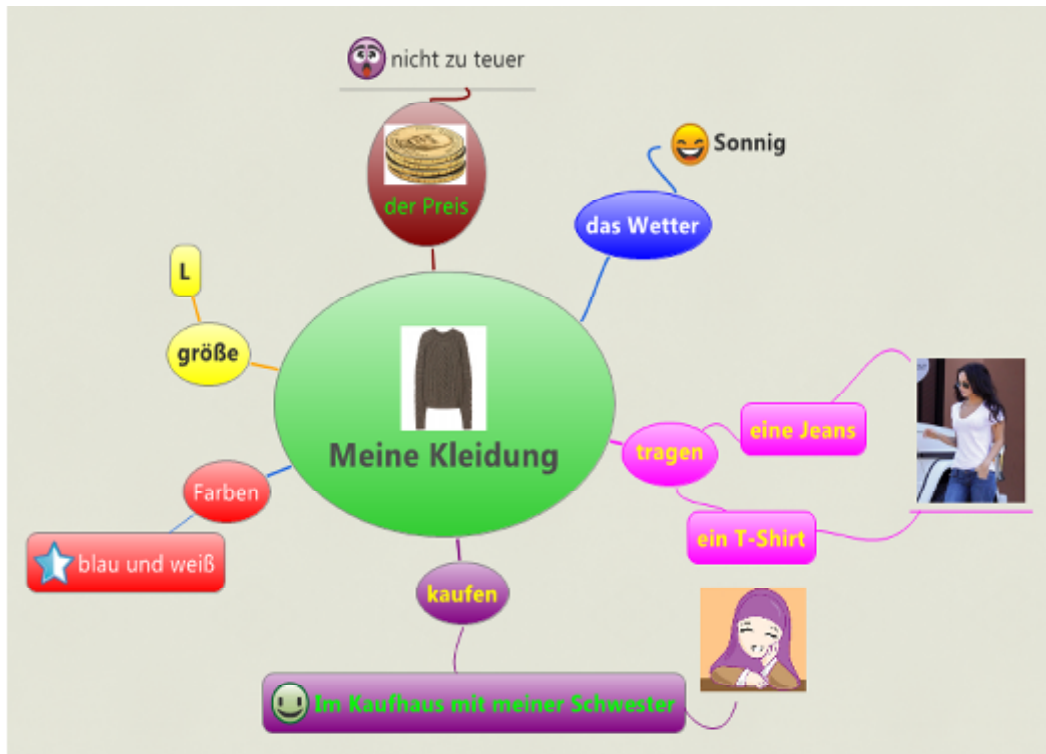 nicht zu teuer
der Preis
Sonnig
das Wetter
L
größe
Meine Kleidung
tragen
eine Jeans
ein T-Shirt
Farben
blau und weiß
kaufen
Im Kaufhaus mit meiner Schwester